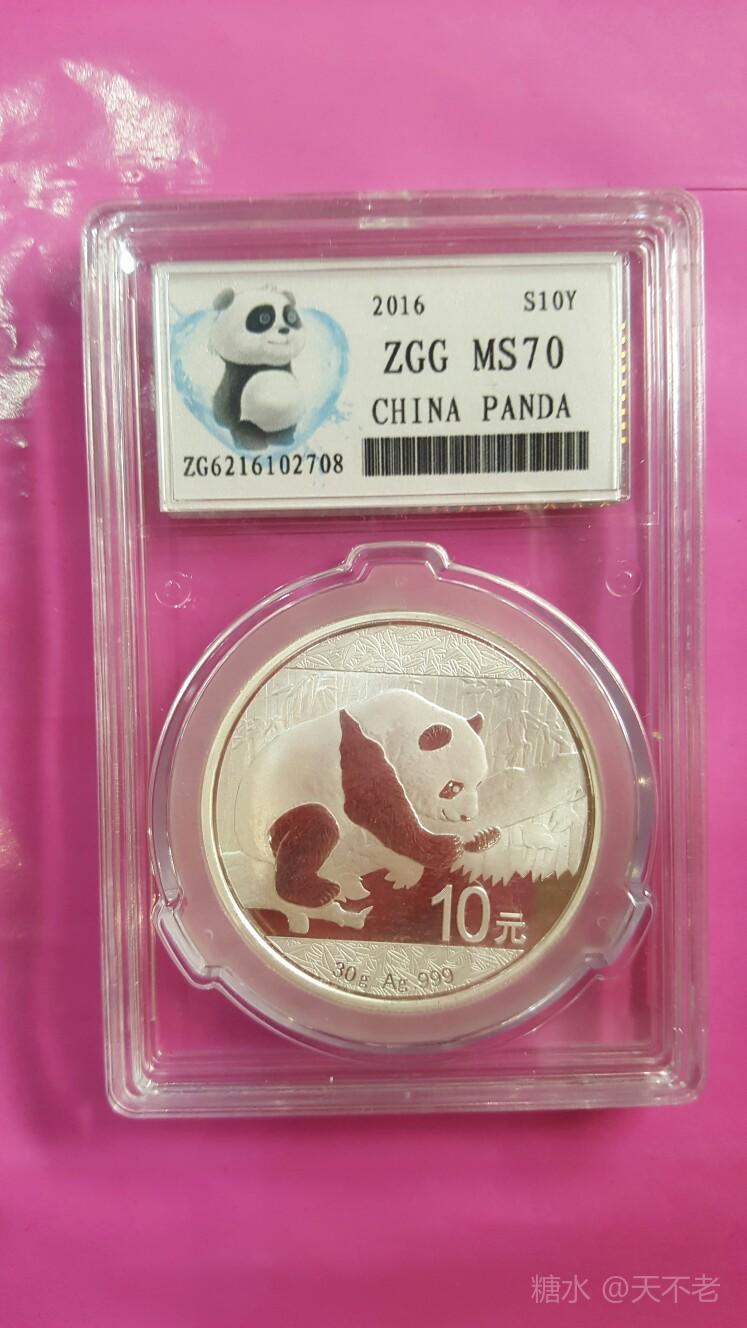 2016 S10Y
ZGG MS70
CHINA PANDA
ZG6216102708
10元
30g Ag 999
糖水 @天不老